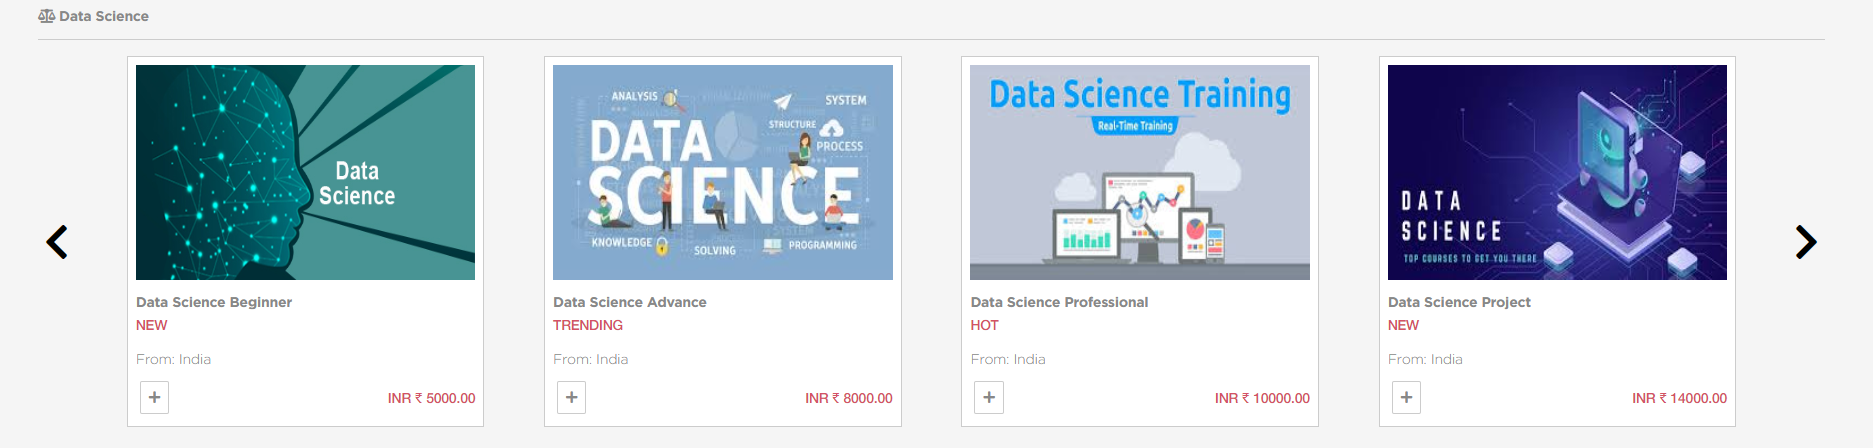 Data Science
Data
Science
ANALYSIS
SYSTEM
STRUCTURE
PROCESS
DATA
SCIENCE
KNOWLEDGE
SOLVING
PROGRAMMING
Data Science Training
Real-Time Training
DATA
SCIENCE
TOP COURSES TO GET YOU THERE
Data Science Beginner
NEW
From: India
+
INR ₹ 5000.00
Data Science Advance
TRENDING
From: India
+
INR ₹ 8000.00
Data Science Professional
HOT
From: India
+
INR ₹ 10000.00
Data Science Project
NEW
From: India
+
INR ₹ 14000.00